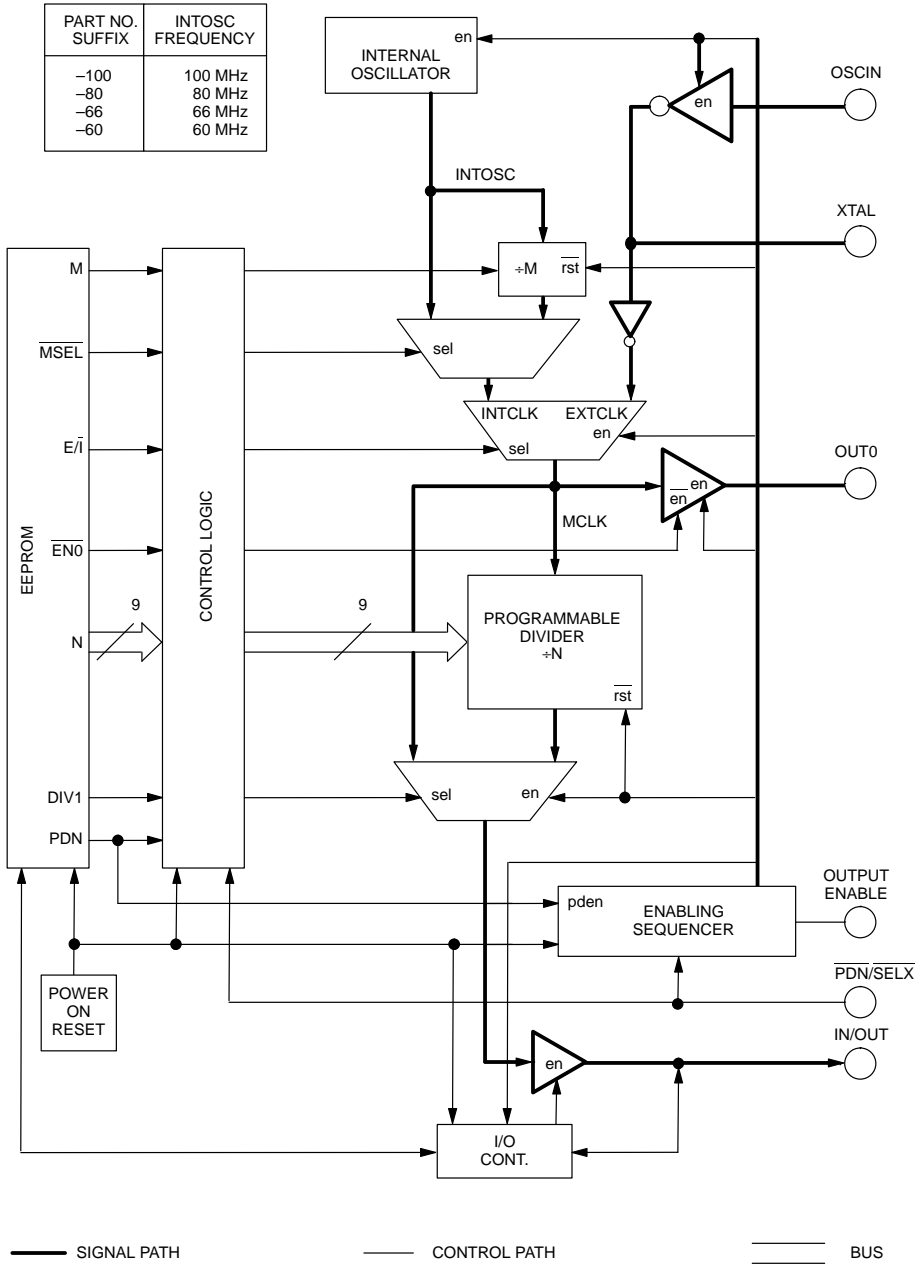 PART NO. SUFFIX
INTOSC FREQUENCY
–100 100 MHz
–80 80 MHz
–66 66 MHz
–60 60 MHz
INTERNAL
OSCILLATOR
en
en
OSCIN
INTOSC
XTAL
÷M
rst
M
MSEL
sel
INTCLK EXTCLK
sel
en
E/I
OUT0
en
en
MCLK
EN0
EEPROM
CONTROL LOGIC
9
9
N
PROGRAMMABLE
DIVIDER
÷N
rst
DIV1
sel
en
PDN
OUTPUT
ENABLE
pden
ENABLING
SEQUENCER
PDN/SELX
POWER
ON
RESET
IN/OUT
en
I/O
CONT.
SIGNAL PATH
CONTROL PATH
BUS